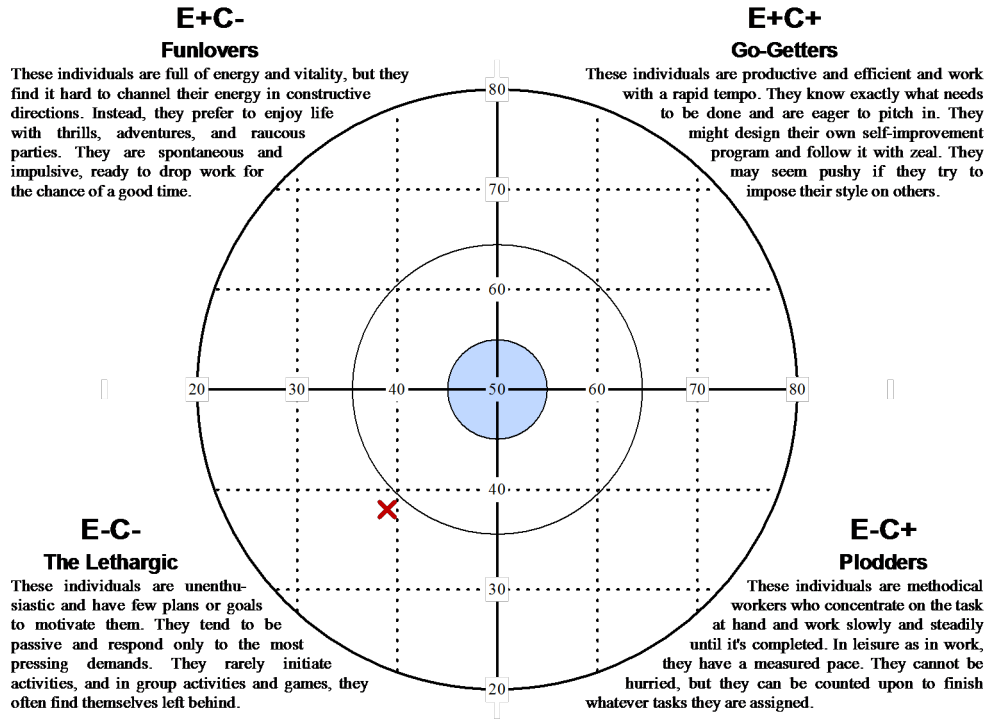 E+C-
Funlovers
These individuals are full of energy and vitality, but they
find it hard to channel their energy in constructive
directions. Instead, they prefer to enjoy life
with thrills, adventures, and raucous
parties. They are spontaneous and
impulsive, ready to drop work for
the chance of a good time.
E+C+
Go-Getters
These individuals are productive and efficient and work
with a rapid tempo. They know exactly what needs
to be done and are eager to pitch in. They
might design their own self-improvement
program and follow it with zeal. They
may seem pushy if they try to
impose their style on others.
80
70
60
20 30 40 50 60 70 80
40
30
20
E-C-
The Lethargic
These individuals are unenthu-
siastic and have few plans or goals
to motivate them. They tend to be
passive and respond only to the most
pressing demands. They rarely initiate
activities, and in group activities and games, they
often find themselves left behind.
E-C+
Plodders
These individuals are methodical
workers who concentrate on the task
at hand and work slowly and steadily
until it's completed. In leisure as in work,
they have a measured pace. They cannot be
hurried, but they can be counted upon to finish
whatever tasks they are assigned.